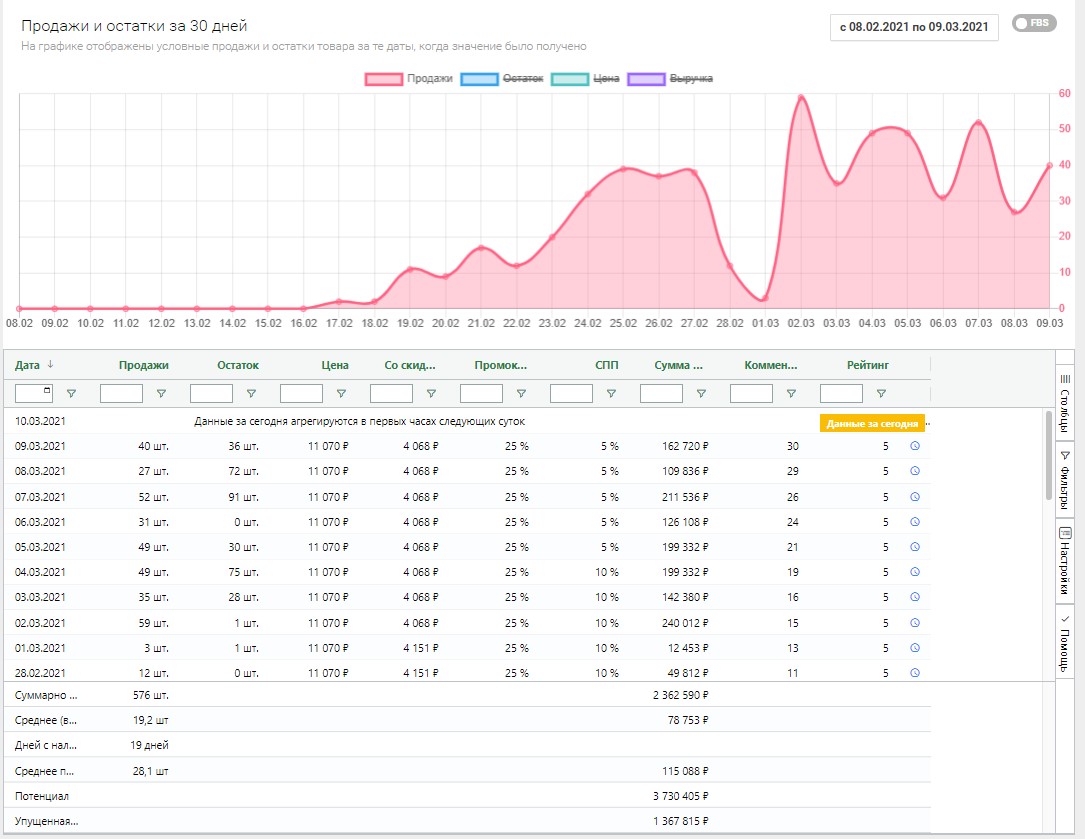 Продажи и остатки за 30 дней
с 08.02.2021 по 09.03.2021
FBS
На графике отображены условные продажи и остатки товара за те даты, когда значение было получено
Продажи Остаток Цена Выручка
60
50
40
30
20
10
0
08.02 09.02 10.02 11.02 12.02 13.02 14.02 15.02 16.02 17.02 18.02 19.02 20.02 21.02 22.02 23.02 24.02 25.02 26.02 27.02 28.02 01.03 02.03 03.03 04.03 05.03 06.03 07.03 08.03 09.03
Дата Продажи Остаток Цена Со скид... Промок... СПП Сумма ... Коммен... Рейтинг
10.03.2021 Данные за сегодня агрегируются в первых часах следующих суток Данные за сегодня ..
09.03.2021 40 шт. 36 шт. 11 070 ₽ 4 068 ₽ 25 % 5 % 162 720 ₽ 30 5
08.03.2021 27 шт. 72 шт. 11 070 ₽ 4 068 ₽ 25 % 5 % 109 836 ₽ 29 5
07.03.2021 52 шт. 91 шт. 11 070 ₽ 4 068 ₽ 25 % 5 % 211 536 ₽ 26 5
06.03.2021 31 шт. 0 шт. 11 070 ₽ 4 068 ₽ 25 % 5 % 126 108 ₽ 24 5
05.03.2021 49 шт. 30 шт. 11 070 ₽ 4 068 ₽ 25 % 5 % 199 332 ₽ 21 5
04.03.2021 49 шт. 75 шт. 11 070 ₽ 4 068 ₽ 25 % 10 % 199 332 ₽ 19 5
03.03.2021 35 шт. 28 шт. 11 070 ₽ 4 068 ₽ 25 % 10 % 142 380 ₽ 16 5
02.03.2021 59 шт. 1 шт. 11 070 ₽ 4 068 ₽ 25 % 10 % 240 012 ₽ 15 5
01.03.2021 3 шт. 1 шт. 11 070 ₽ 4 151 ₽ 25 % 10 % 12 453 ₽ 13 5
28.02.2021 12 шт. 0 шт. 11 070 ₽ 4 151 ₽ 25 % 10 % 49 812 ₽ 11 5
Суммарно ... 576 шт. 2 362 590 ₽
Среднее (в... 19,2 шт 78 753 ₽
Дней с нал... 19 дней
Среднее п... 28,1 шт 115 088 ₽
Потенциал 3 730 405 ₽
Упущенная... 1 367 815 ₽
Столбцы
Фильтры
Настройки
Помощь